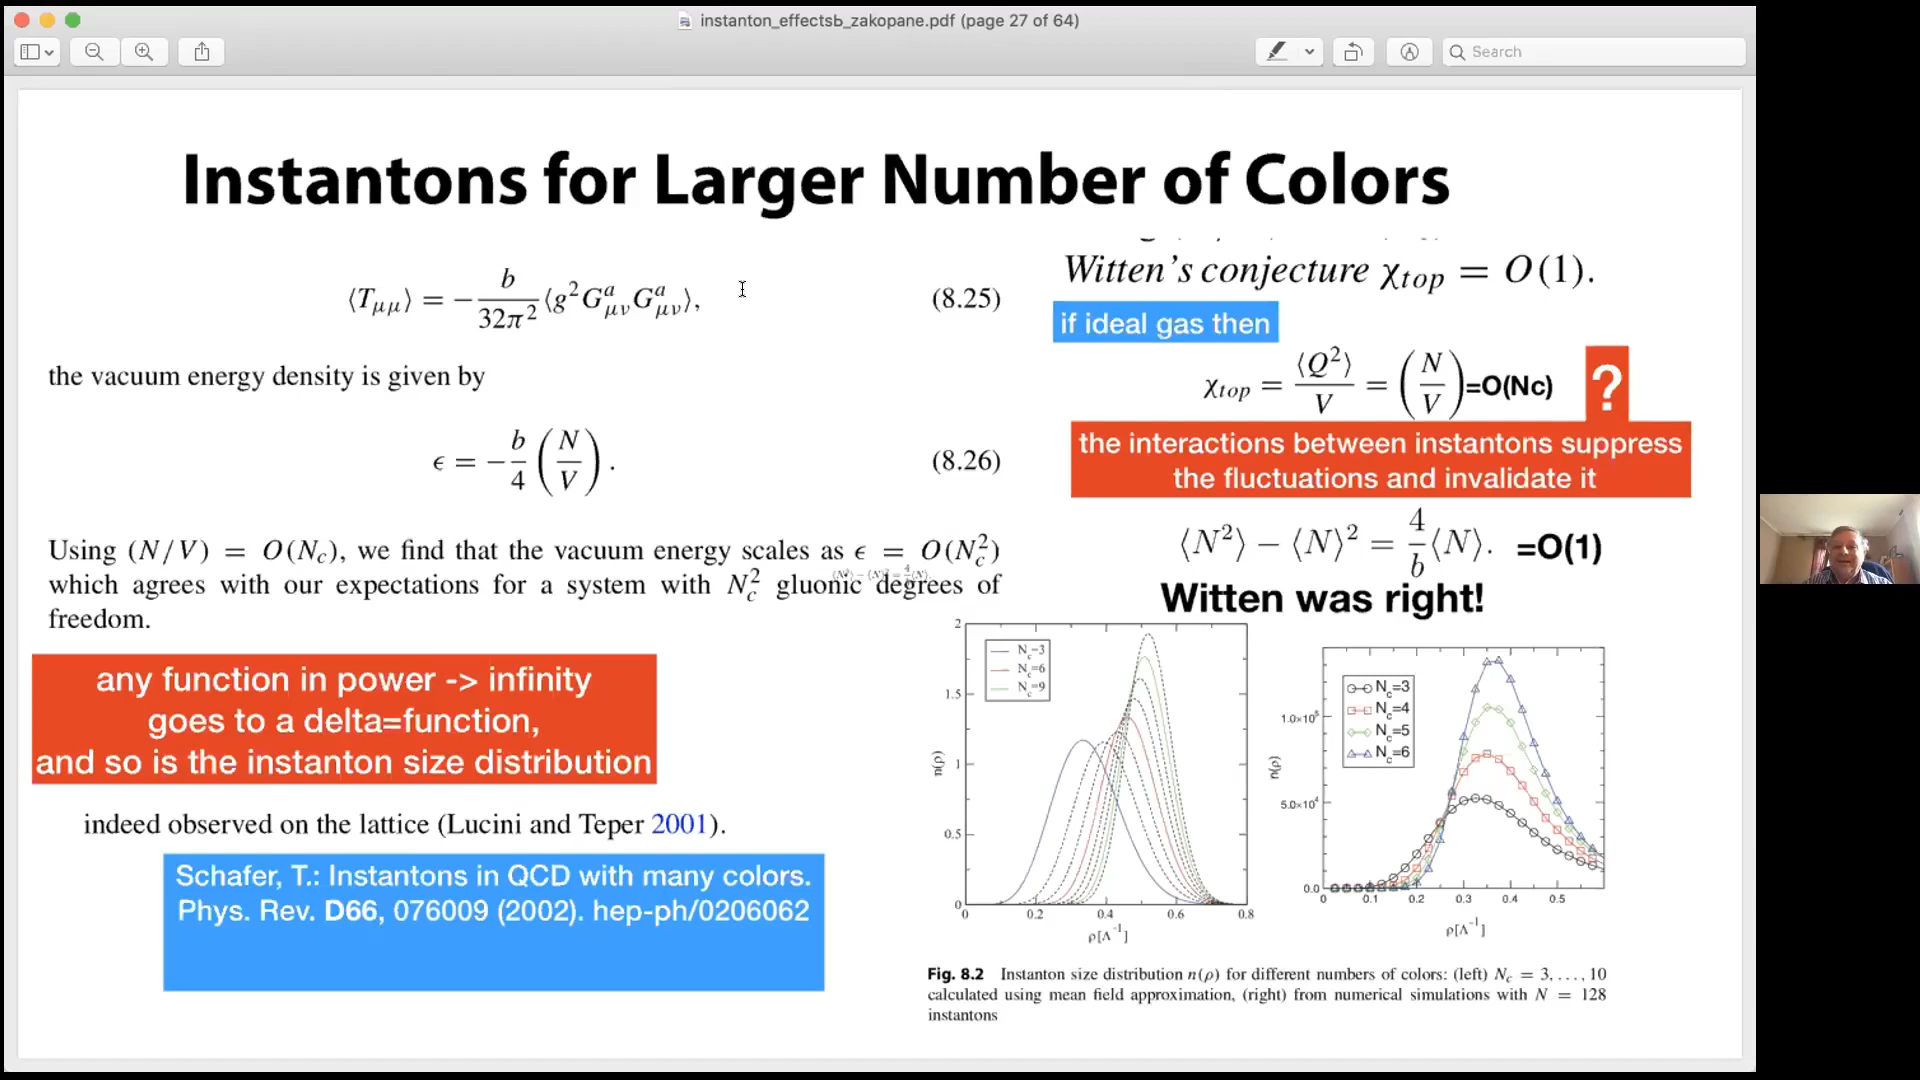 instanton_effectsb_zakopane.pdf (page 27 of 64)
Search
Instantons for Larger Number of Colors
⟨T_μμ⟩ = −b/32π² ⟨g²G^a_μν G^a_μν⟩, (8.25)
the vacuum energy density is given by
ϵ = −b/4 (N/V). (8.26)
Using (N/V) = O(N_c), we find that the vacuum energy scales as ϵ = O(N_c²)
which agrees with our expectations for a system with N_c² gluonic degrees of
freedom.
any function in power -> infinity
goes to a delta=function,
and so is the instanton size distribution
indeed observed on the lattice (Lucini and Teper 2001).
Schafer, T.: Instantons in QCD with many colors.
Phys. Rev. D66, 076009 (2002). hep-ph/0206062
Witten's conjecture χ_top = O(1).
if ideal gas then
χ_top = ⟨Q²⟩/V = (N/V)=O(Nc) ?
the interactions between instantons suppress
the fluctuations and invalidate it
⟨N²⟩ − ⟨N⟩² = 4/b ⟨N⟩. =O(1)
Witten was right!
2
1.5
1
0.5
0
n(ρ)
N_c=3
N_c=6
N_c=9
0 0.2 0.4 0.6 0.8
ρ[Λ⁻¹]
1.0×10⁵
5.0×10⁴
0.0
n(ρ)
N_c=3
N_c=4
N_c=5
N_c=6
0 0.1 0.2 0.3 0.4 0.5
ρ[Λ⁻¹]
Fig. 8.2 Instanton size distribution n(ρ) for different numbers of colors: (left) N_c = 3, . . . , 10
calculated using mean field approximation, (right) from numerical simulations with N = 128
instantons